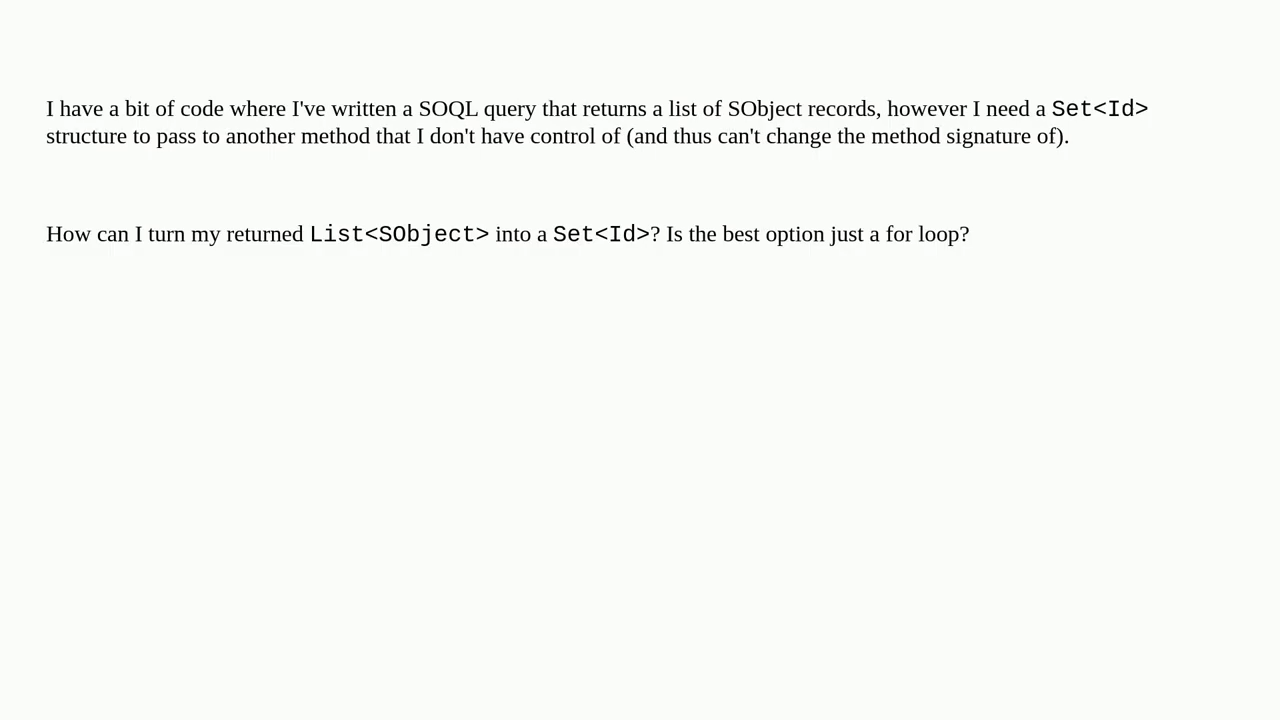 I have a bit of code where I've written a SOQL query that returns a list of SObject records, however I need a Set<Id>
structure to pass to another method that I don't have control of (and thus can't change the method signature of).
How can I turn my returned List<SObject> into a Set<Id>? Is the best option just a for loop?